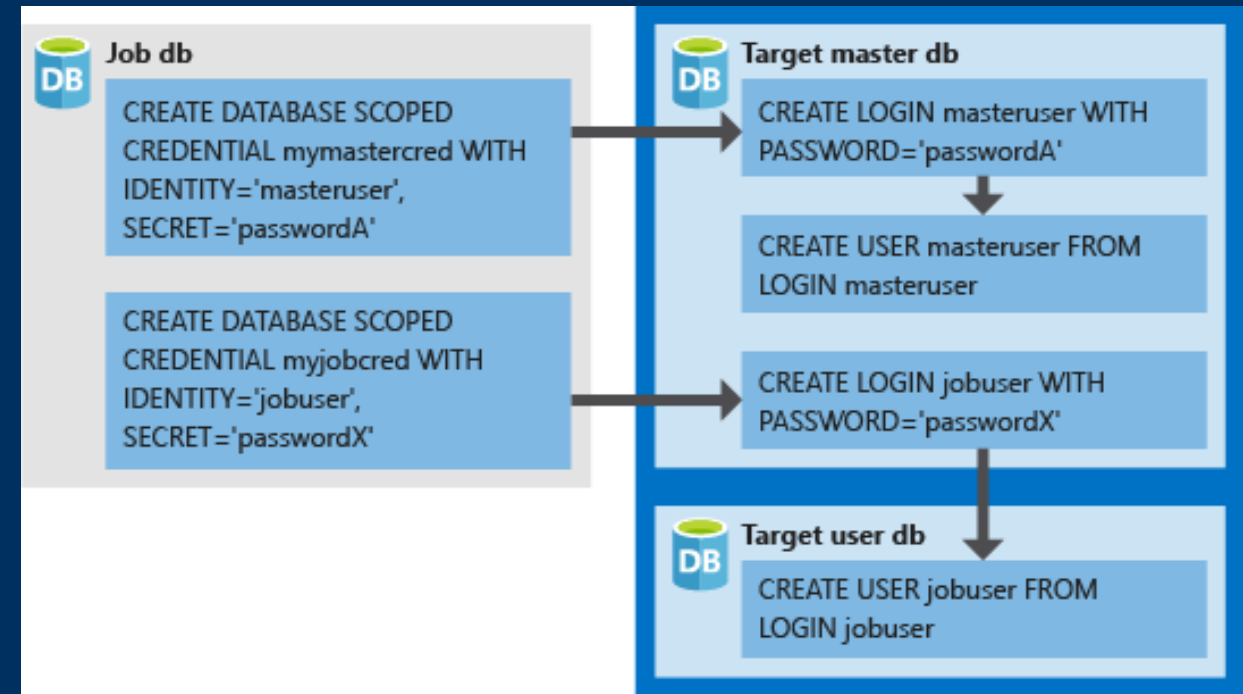 DB
Job db
CREATE DATABASE SCOPED
CREDENTIAL mymastercred WITH
IDENTITY='masteruser',
SECRET='passwordA'
CREATE DATABASE SCOPED
CREDENTIAL myjobcred WITH
IDENTITY='jobuser',
SECRET='passwordX'
DB
Target master db
CREATE LOGIN masteruser WITH
PASSWORD='passwordA'
CREATE USER masteruser FROM
LOGIN masteruser
CREATE LOGIN jobuser WITH
PASSWORD='passwordX'
DB
Target user db
CREATE USER jobuser FROM
LOGIN jobuser